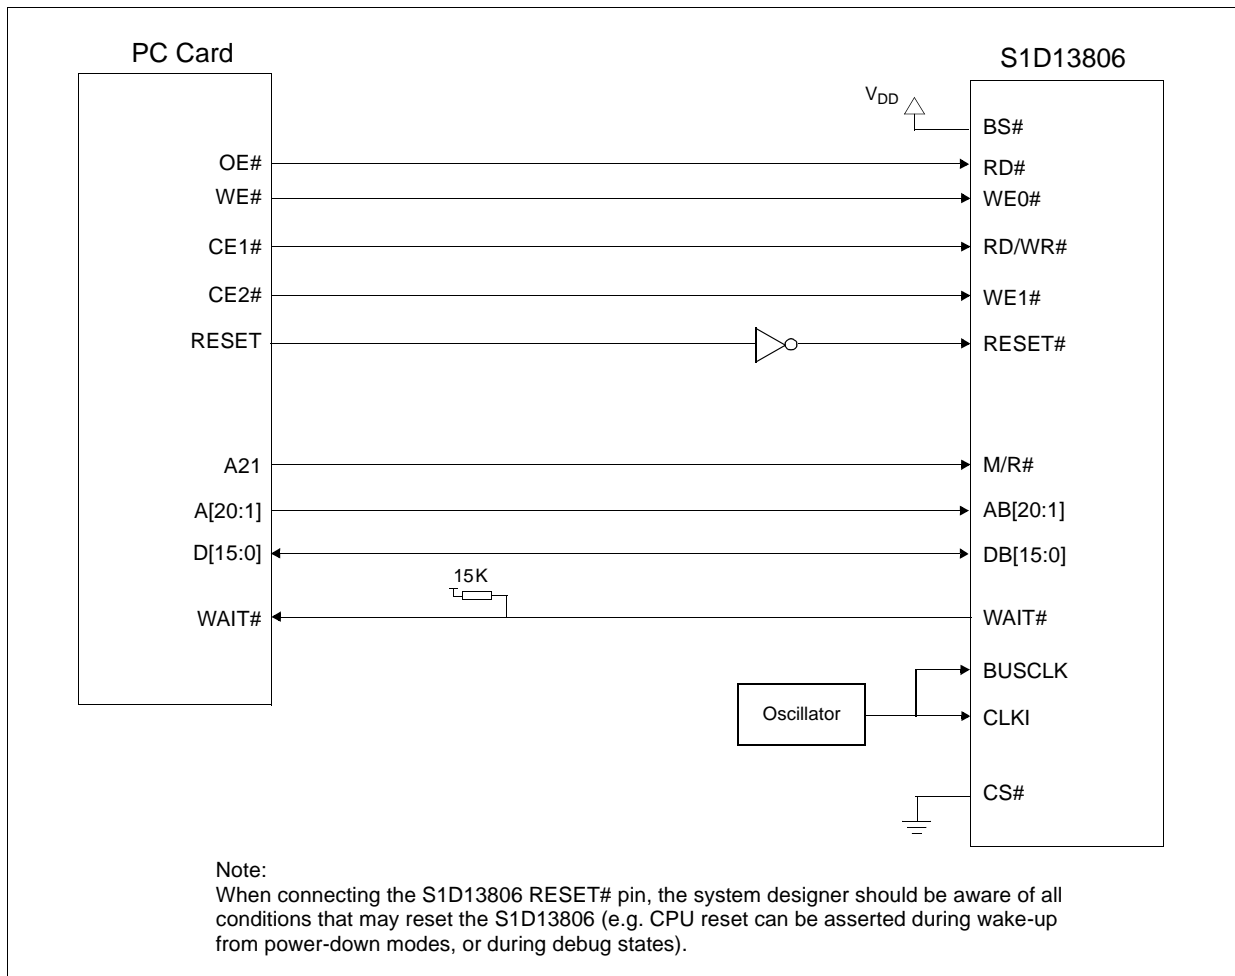 PC Card
S1D13806
VDD
BS#
OE#
RD#
WE#
WE0#
CE1#
RD/WR#
CE2#
WE1#
RESET
RESET#
A21
M/R#
A[20:1]
AB[20:1]
D[15:0]
DB[15:0]
15K
WAIT#
WAIT#
BUSCLK
Oscillator
CLKI
CS#
Note:
When connecting the S1D13806 RESET# pin, the system designer should be aware of all
conditions that may reset the S1D13806 (e.g. CPU reset can be asserted during wake-up
from power-down modes, or during debug states).